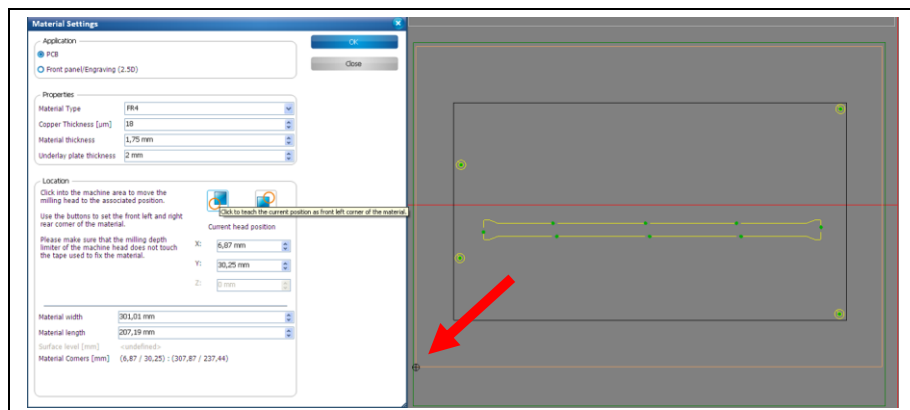 Material Settings
Application
PCB
Front panel/Engraving (2.5D)
OK
Close
Properties
Material Type FR4
Copper Thickness [µm] 18
Material thickness 1,75 mm
Underlay plate thickness 2 mm
Location
Click into the machine area to move the
milling head to the associated position.
Use the buttons to set the front left and right
rear corner of the material.
Please make sure that the milling depth
limiter of the machine head does not touch
the tape used to fix the material.
Click to teach the current position as front left corner of the material.
Current head position
X: 6,87 mm
Y: 30,25 mm
Z: 0 mm
Material width 301,01 mm
Material length 207,19 mm
Surface level [mm] <undefined>
Material Corners [mm] (6,87 / 30,25) : (307,87 / 237,44)